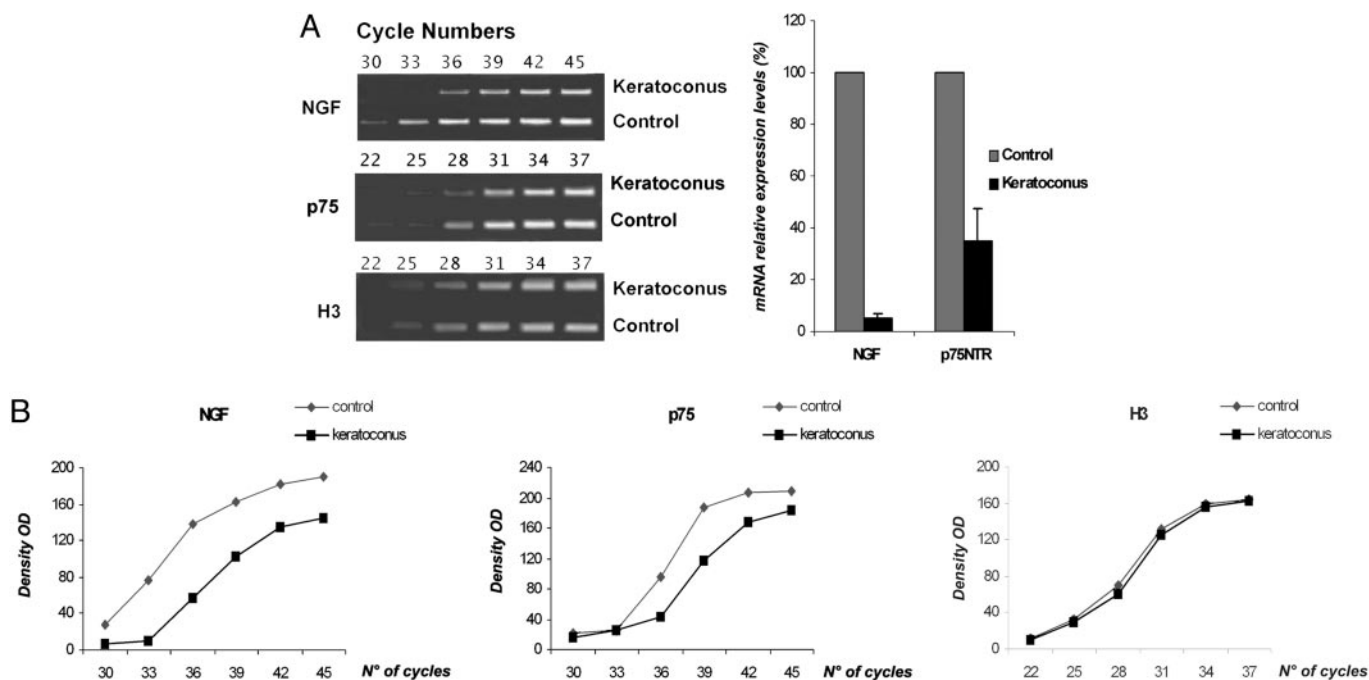 A
Cycle Numbers
30 33 36 39 42 45
NGF
Keratoconus
Control
22 25 28 31 34 37
p75
Keratoconus
Control
22 25 28 31 34 37
H3
Keratoconus
Control
mRNA relative expression levels (%)
120
100
80
60
40
20
0
NGF p75NTR
Control
Keratoconus
B
NGF
control
keratoconus
Density OD
200
160
120
80
40
0
30 33 36 39 42 45 N° of cycles
p75
control
keratoconus
Density OD
240
200
160
120
80
40
0
30 33 36 39 42 45 N° of cycles
H3
control
keratoconus
Density OD
200
160
120
80
40
0
22 25 28 31 34 37 N° of cycles